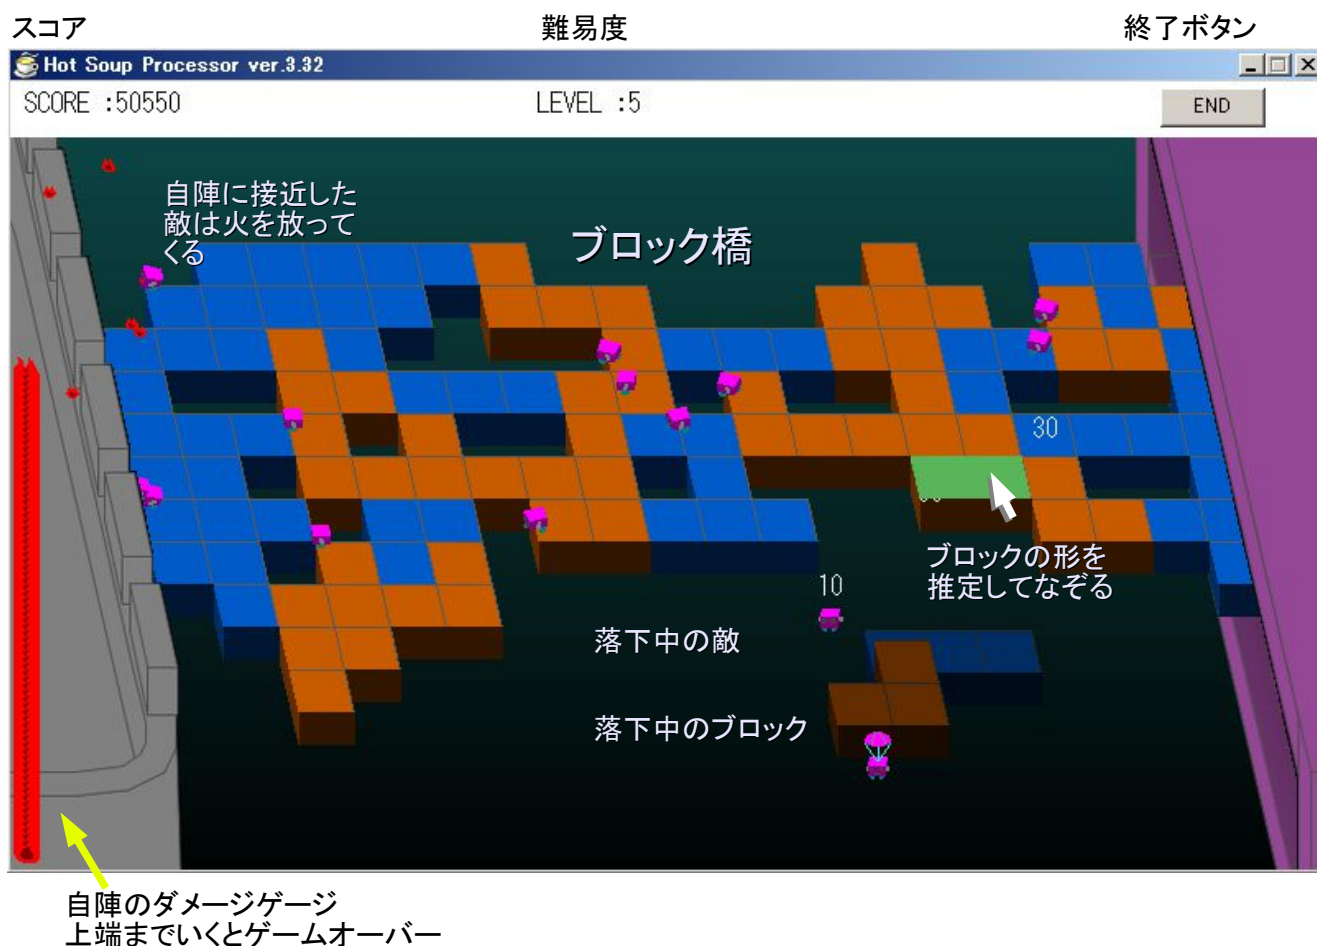 スコア
難易度
終了ボタン
Hot Soup Processor ver.3.32
SCORE :50550
LEVEL :5
END
自陣に接近した
敵は火を放って
くる
ブロック橋
30
ブロックの形を
推定してなぞる
10
落下中の敵
落下中のブロック
自陣のダメージゲージ
上端までいくとゲームオーバー